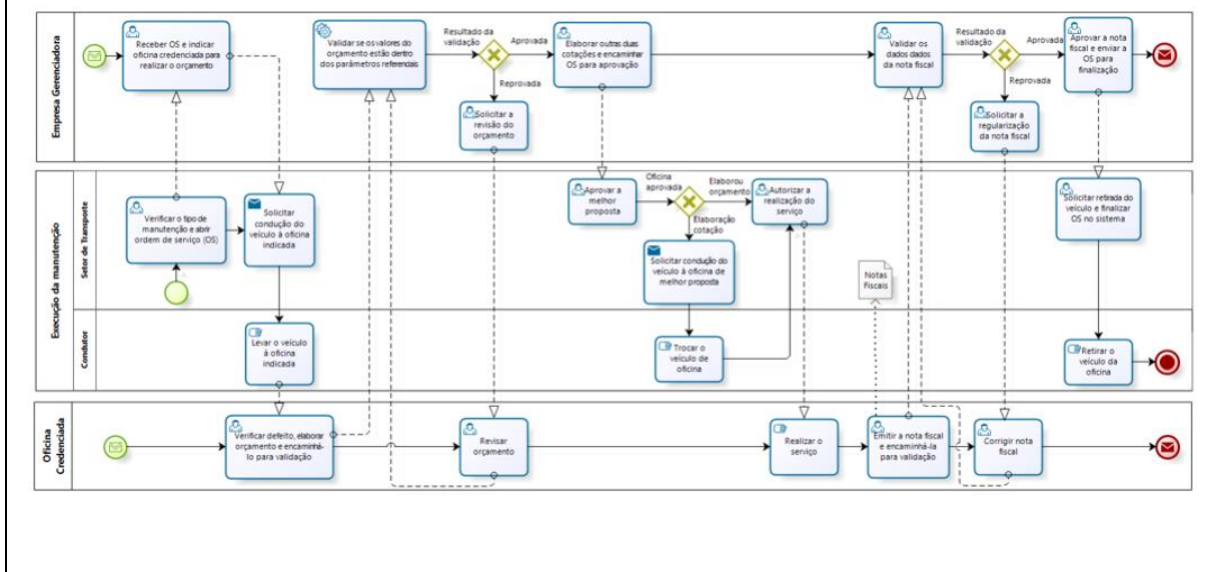 Empresa Gerenciadora
Receber OS e indicar
oficina credenciada para
realizar o orçamento
Validar se os valores do
orçamento estão dentro
dos parâmetros referenciais
Resultado da
validação
Aprovada
Reprovada
Solicitar a
revisão do
orçamento
Elaborar outras duas
cotações e encaminhar
OS para aprovação
Validar os
dados dados
da nota fiscal
Resultado da
validação
Aprovada
Reprovada
Solicitar a
regularização
da nota fiscal
Aprovar a nota
fiscal e enviar a
OS para
finalização
Execução da manutenção
Setor de Transporte
Verificar o tipo de
manutenção e abrir
ordem de serviço (OS)
Solicitar
condução do
veículo à oficina
indicada
Aprovar a
melhor
proposta
Oficina
aprovada
Elaborou
orçamento
Elaboração
cotação
Autorizar a
realização do
serviço
Solicitar condução do
veículo à oficina de
melhor proposta
Notas
Fiscais
Solicitar retirada do
veículo e finalizar
OS no sistema
Condutor
Levar o veículo
à oficina
indicada
Trocar o
veículo de
oficina
Retirar o
veículo da
oficina
Oficina
Credenciada
Verificar defeito, elaborar
orçamento e encaminhá-
lo para validação
Revisar
orçamento
Realizar o
serviço
Emitir a nota fiscal
e encaminhá-la
para validação
Corrigir nota
fiscal